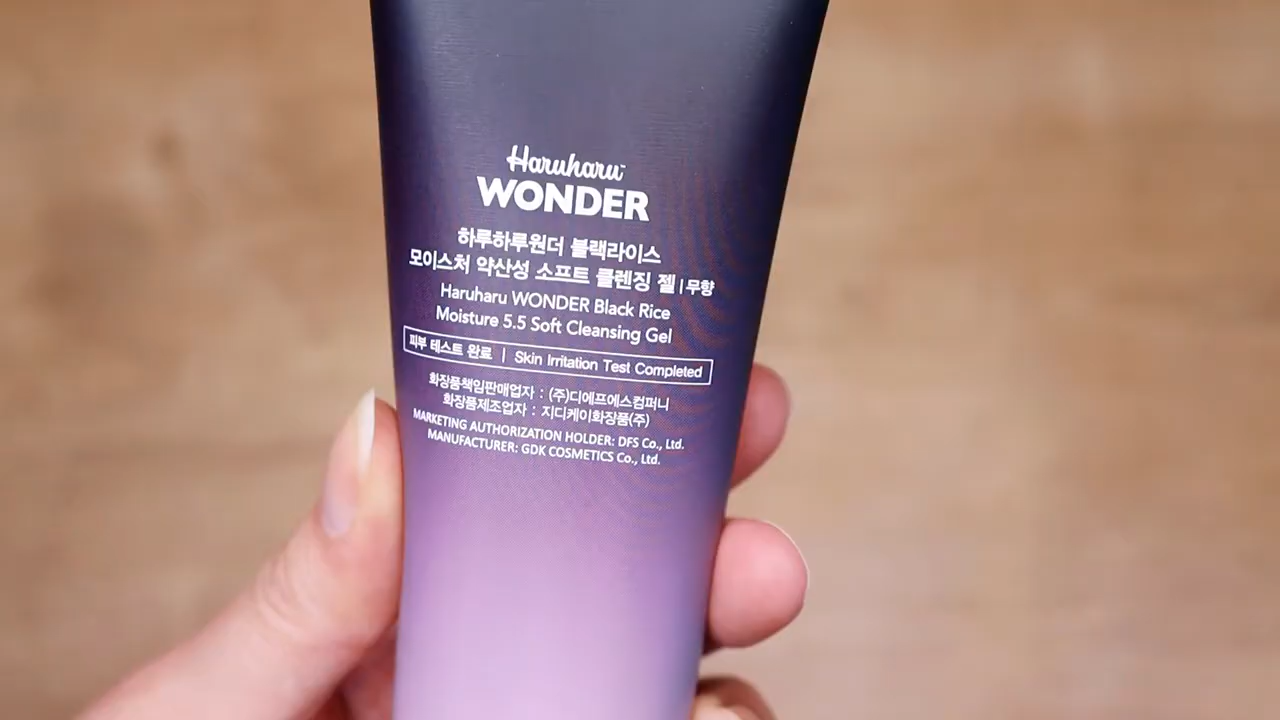 Haruharu™
WONDER
하루하루원더 블랙라이스
모이스처 약산성 소프트 클렌징 젤 | 무향
Haruharu WONDER Black Rice
Moisture 5.5 Soft Cleansing Gel
피부 테스트 완료 | Skin Irritation Test Completed
화장품책임판매업자 : (주)디에프에스컴퍼니
화장품제조업자 : 지디케이화장품(주)
MARKETING AUTHORIZATION HOLDER: DFS Co., Ltd.
MANUFACTURER: GDK COSMETICS Co., Ltd.